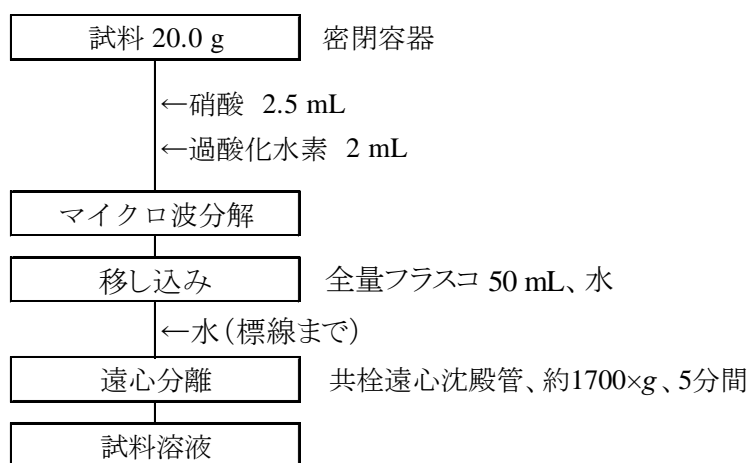 試料 20.0 g　密閉容器
←硝酸 2.5 mL
←過酸化水素 2 mL
マイクロ波分解
移し込み　全量フラスコ 50 mL、水
←水(標線まで)
遠心分離　共栓遠心沈殿管、約1700×g、5分間
試料溶液